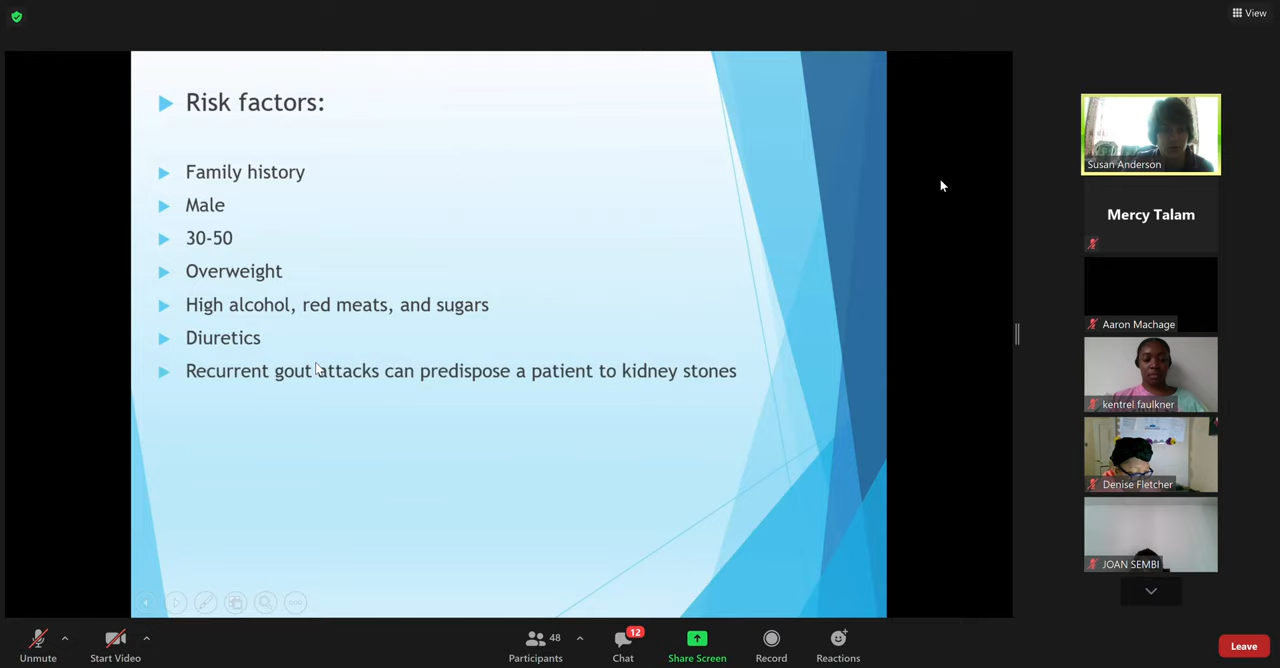 View
Risk factors:
Family history
Male
30-50
Overweight
High alcohol, red meats, and sugars
Diuretics
Recurrent gout attacks can predispose a patient to kidney stones
Susan Anderson
Mercy Talam
Aaron Machage
kentrel faulkner
Denise Fletcher
JOAN SEMBI
48
12
Unmute
Start Video
Participants
Chat
Share Screen
Record
Reactions
Leave